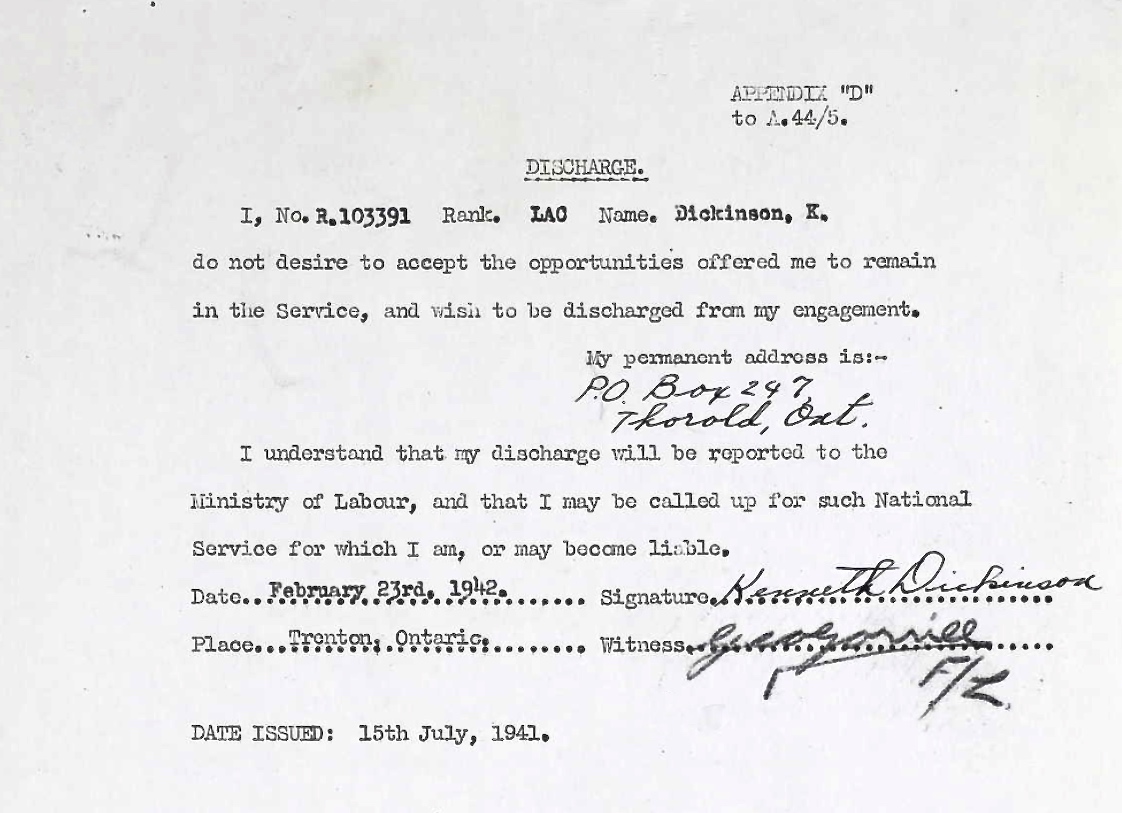 APPENDIX "D"
to A.44/5.
DISCHARGE.
I, No. R.103391 Rank. LAC Name. Dickinson, K.
do not desire to accept the opportunities offered me to remain
in the Service, and wish to be discharged from my engagement.
My permanent address is:-
P.O. Box 247,
Thorold, Ont.
I understand that my discharge will be reported to the
Ministry of Labour, and that I may be called up for such National
Service for which I am, or may become liable.
Date..February 23rd, 1942........ Signature..Kenneth Dickinson
Place...Trenton, Ontario......... Witness..
F/L
DATE ISSUED: 15th July, 1941.